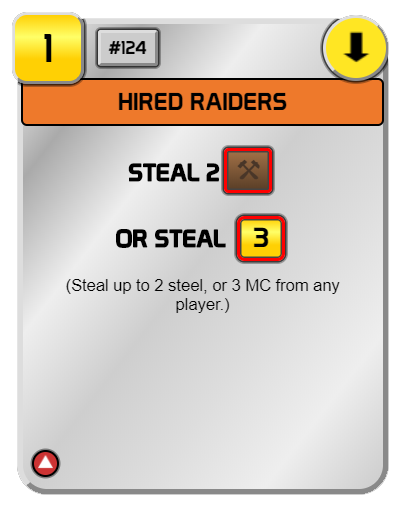 1
#124
HIRED RAIDERS
STEAL 2
OR STEAL 3
(Steal up to 2 steel, or 3 MC from any
player.)